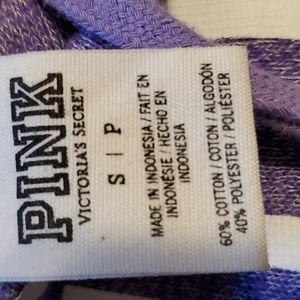 PINK
VICTORIA'S SECRET
S | P
MADE IN INDONESIA / FAIT EN
INDONÉSIE / HECHO EN
INDONESIA
60% COTTON / COTON / ALGODÓN
40% POLYESTER / POLIÉSTER